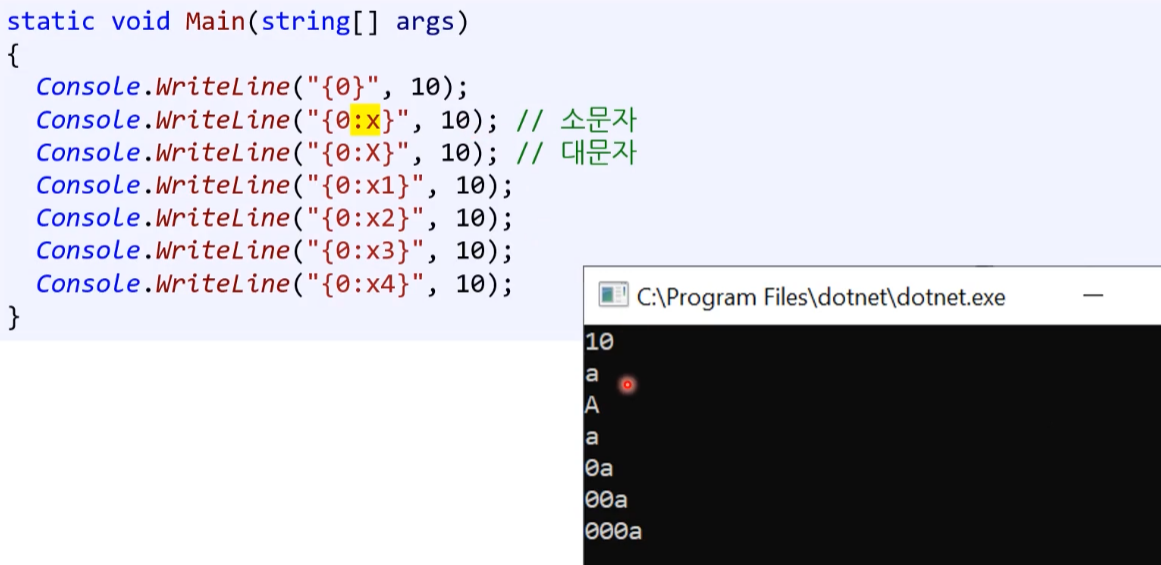 static void Main(string[] args)
{
Console.WriteLine("{0}", 10);
Console.WriteLine("{0:x}", 10); // 소문자
Console.WriteLine("{0:X}", 10); // 대문자
Console.WriteLine("{0:x1}", 10);
Console.WriteLine("{0:x2}", 10);
Console.WriteLine("{0:x3}", 10);
Console.WriteLine("{0:x4}", 10);
}
C:\Program Files\dotnet\dotnet.exe
10
a
A
a
0a
00a
000a